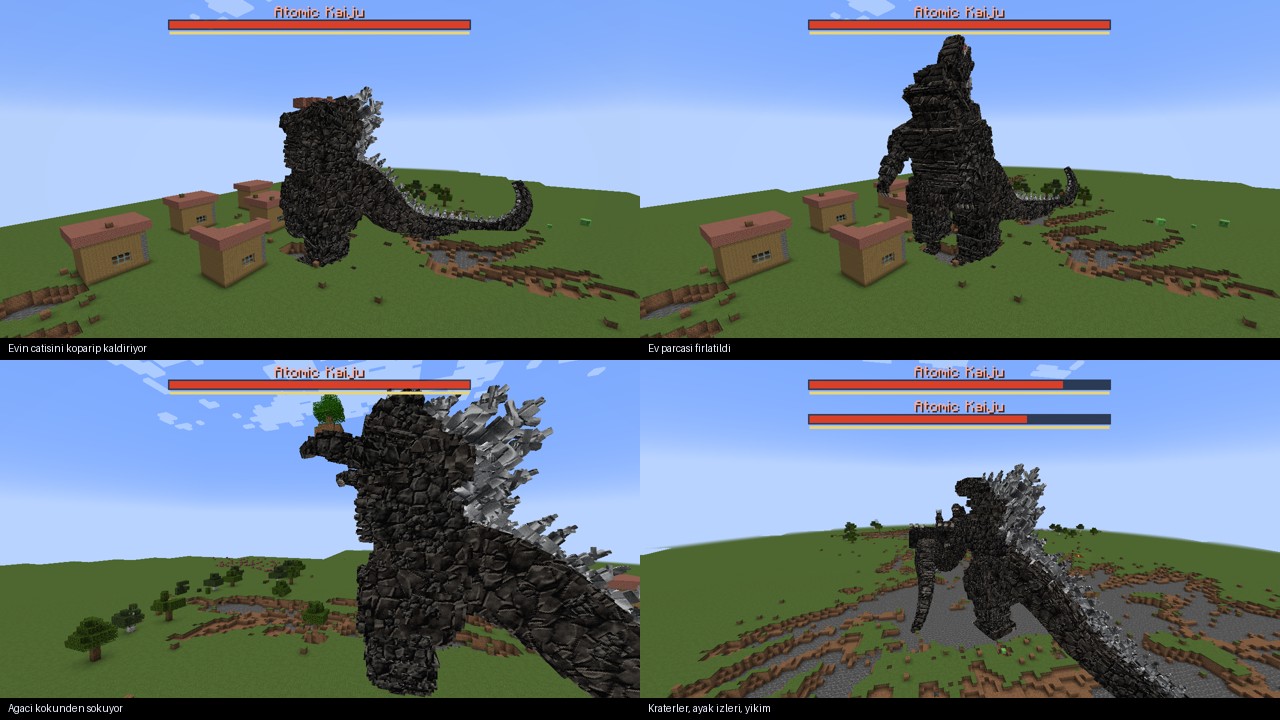 Atomic Kaiju
Atomic Kaiju
Evin catisini koparip kaldiriyor
Ev parcasi firlatildi
Atomic Kaiju
Atomic Kaiju
Atomic Kaiju
Agaci kokunden sokuyor
Kraterler, ayak izleri, yikim